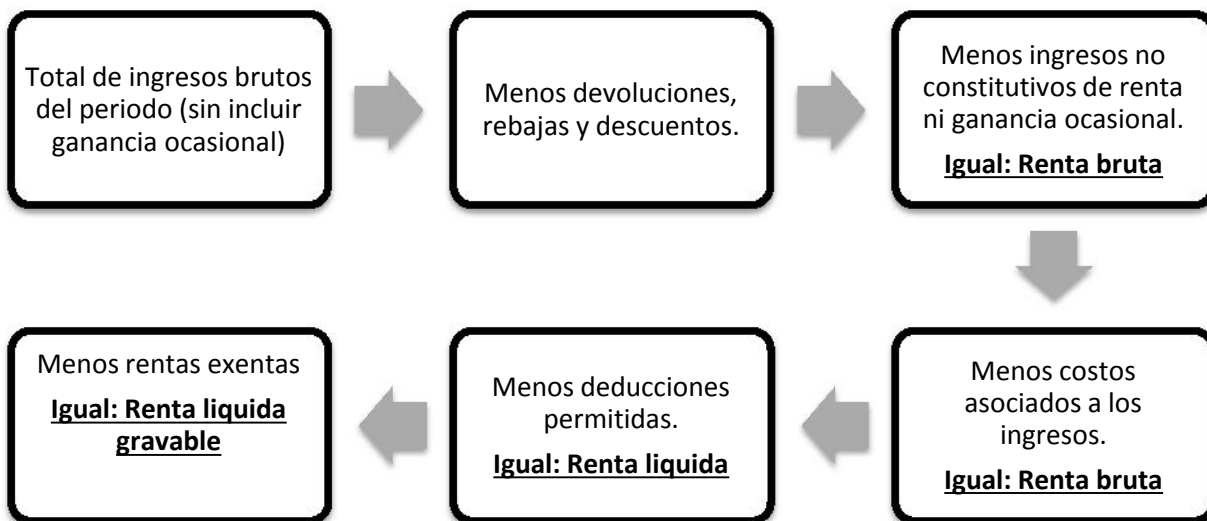 Total de ingresos brutos
del periodo (sin incluir
ganancia ocasional)
Menos devoluciones,
rebajas y descuentos.
Menos ingresos no
constitutivos de renta
ni ganancia ocasional.
Igual: Renta bruta
Menos costos
asociados a los
ingresos.
Igual: Renta bruta
Menos deducciones
permitidas.
Igual: Renta liquida
Menos rentas exentas
Igual: Renta liquida
gravable